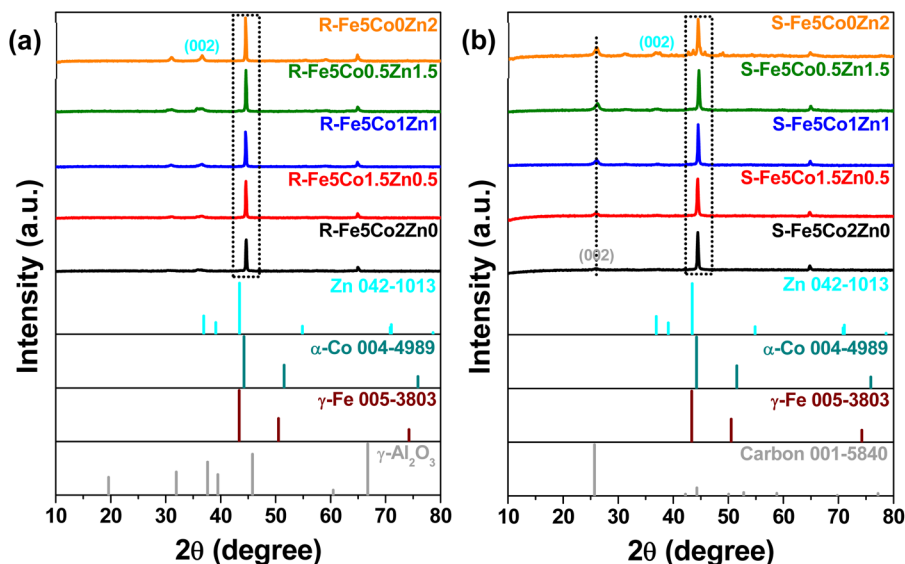 (a)
(002)
R-Fe5Co0Zn2
R-Fe5Co0.5Zn1.5
R-Fe5Co1Zn1
R-Fe5Co1.5Zn0.5
R-Fe5Co2Zn0
Zn 042-1013
α-Co 004-4989
γ-Fe 005-3803
γ-Al₂O₃
Intensity (a.u.)
10 20 30 40 50 60 70 80
2θ (degree)
(b)
(002)
S-Fe5Co0Zn2
S-Fe5Co0.5Zn1.5
S-Fe5Co1Zn1
S-Fe5Co1.5Zn0.5
S-Fe5Co2Zn0
(002)
Zn 042-1013
α-Co 004-4989
γ-Fe 005-3803
Carbon 001-5840
Intensity (a.u.)
10 20 30 40 50 60 70 80
2θ (degree)